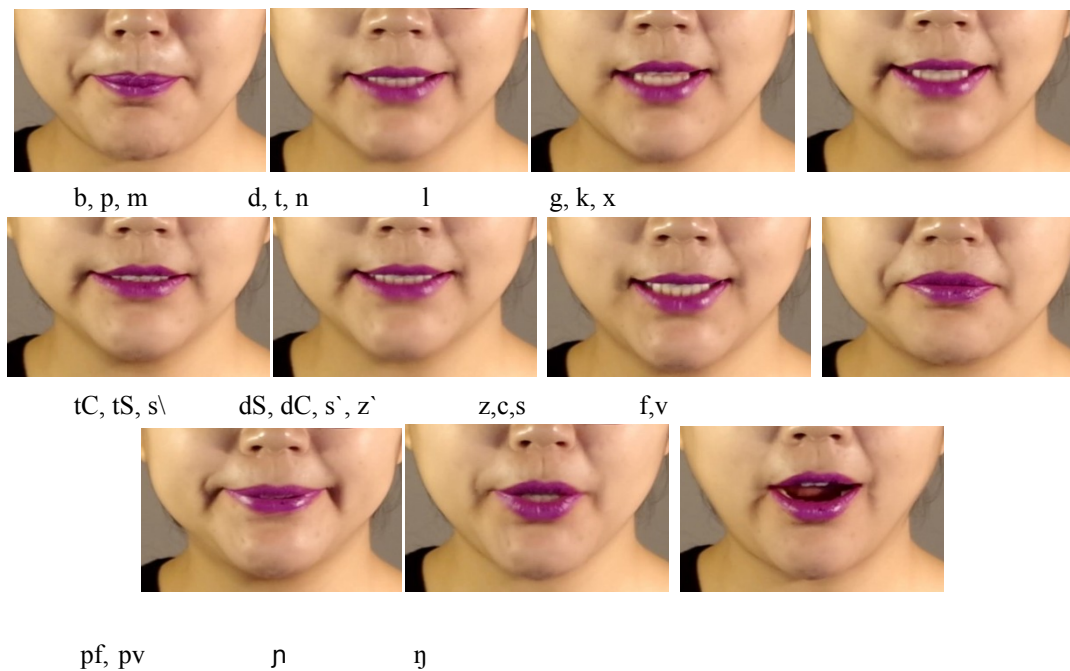 b, p, m d, t, n l g, k, x
tC, tS, s\ dS, dC, s`, z` z,c,s f,v
pf, pv ɲ ŋ